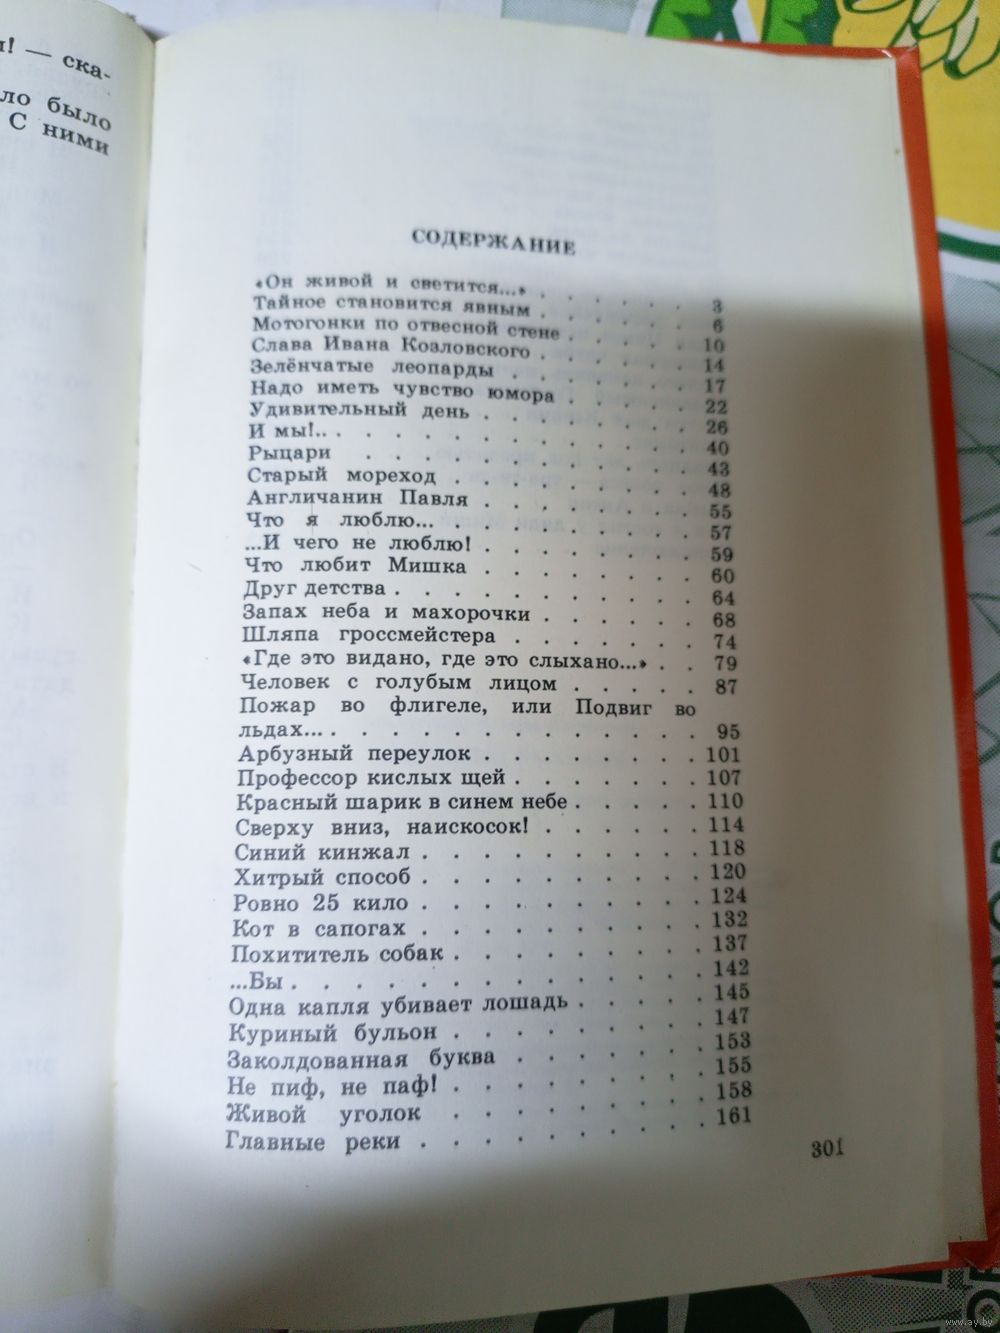 и! — ска-
ло было
С ними
СОДЕРЖАНИЕ
«Он живой и светится...» . . . . . . 3
Тайное становится явным . . . . . . 6
Мотогонки по отвесной стене . . . . . 10
Слава Ивана Козловского . . . . . . 14
Зелёнчатые леопарды . . . . . . . 17
Надо иметь чувство юмора . . . . . 22
Удивительный день . . . . . . . . 26
И мы!.. . . . . . . . . . . . . 40
Рыцари . . . . . . . . . . . . 43
Старый мореход . . . . . . . . . 48
Англичанин Павля . . . . . . . . 55
Что я люблю... . . . . . . . . . 57
...И чего не люблю! . . . . . . . . 59
Что любит Мишка . . . . . . . . 60
Друг детства . . . . . . . . . . . 64
Запах неба и махорочки . . . . . . 68
Шляпа гроссмейстера . . . . . . . 74
«Где это видано, где это слыхано...» . . 79
Человек с голубым лицом . . . . . 87
Пожар во флигеле, или Подвиг во
льдах... . . . . . . . . . . . . . 95
Арбузный переулок . . . . . . . . 101
Профессор кислых щей . . . . . . . 107
Красный шарик в синем небе . . . . . 110
Сверху вниз, наискосок! . . . . . . 114
Синий кинжал . . . . . . . . . . 118
Хитрый способ . . . . . . . . . . 120
Ровно 25 кило . . . . . . . . . . 124
Кот в сапогах . . . . . . . . . . 132
Похититель собак . . . . . . . . . 137
...Бы . . . . . . . . . . . . . . 142
Одна капля убивает лошадь . . . . . 145
Куриный бульон . . . . . . . . . 147
Заколдованная буква . . . . . . . 153
Не пиф, не паф! . . . . . . . . . 155
Живой уголок . . . . . . . . . 158
Главные реки . . . . . . . . . . 161
301
www.ay.by